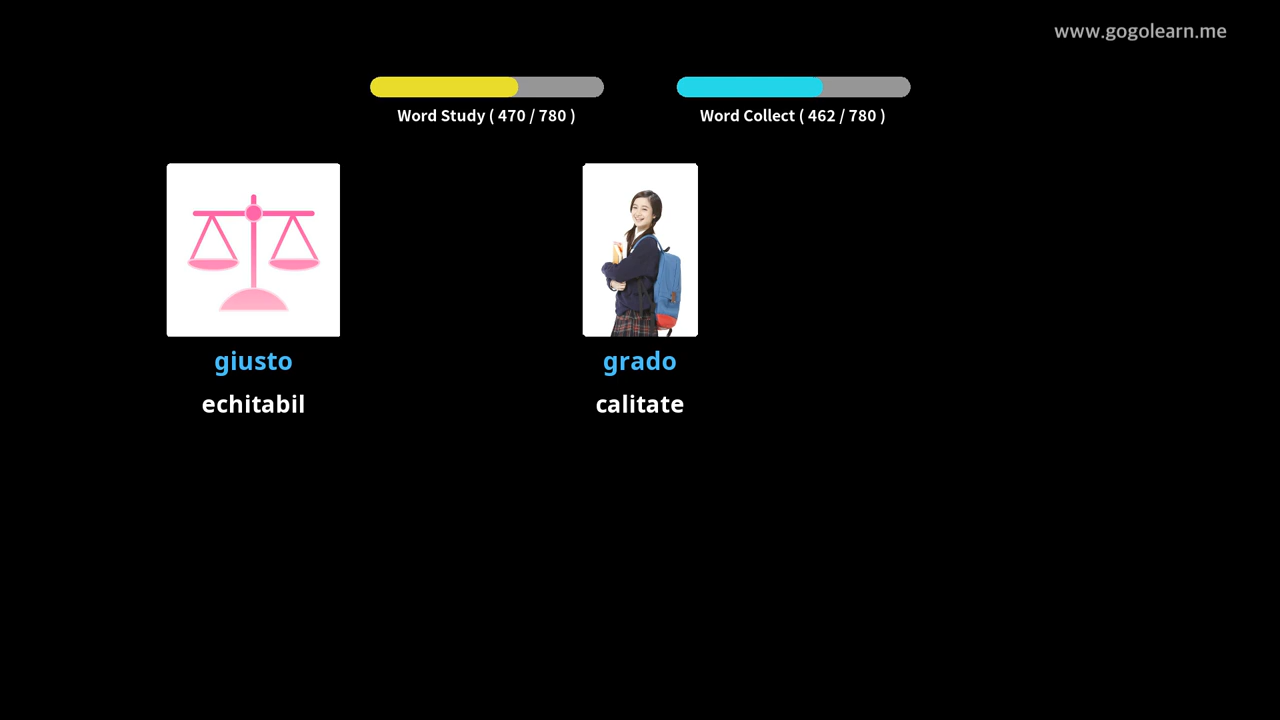 www.gogolearn.me
Word Study ( 470 / 780 )
Word Collect ( 462 / 780 )
giusto
echitabil
grado
calitate